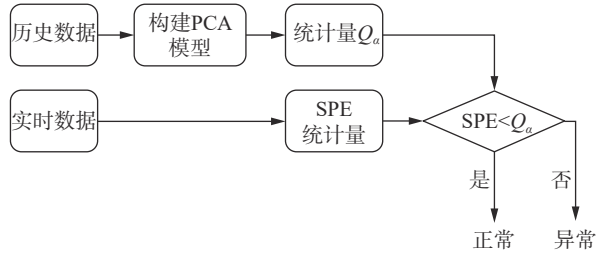 历史数据
构建PCA
模型
统计量Qα
实时数据
SPE
统计量
SPE<Qα
是
否
正常
异常